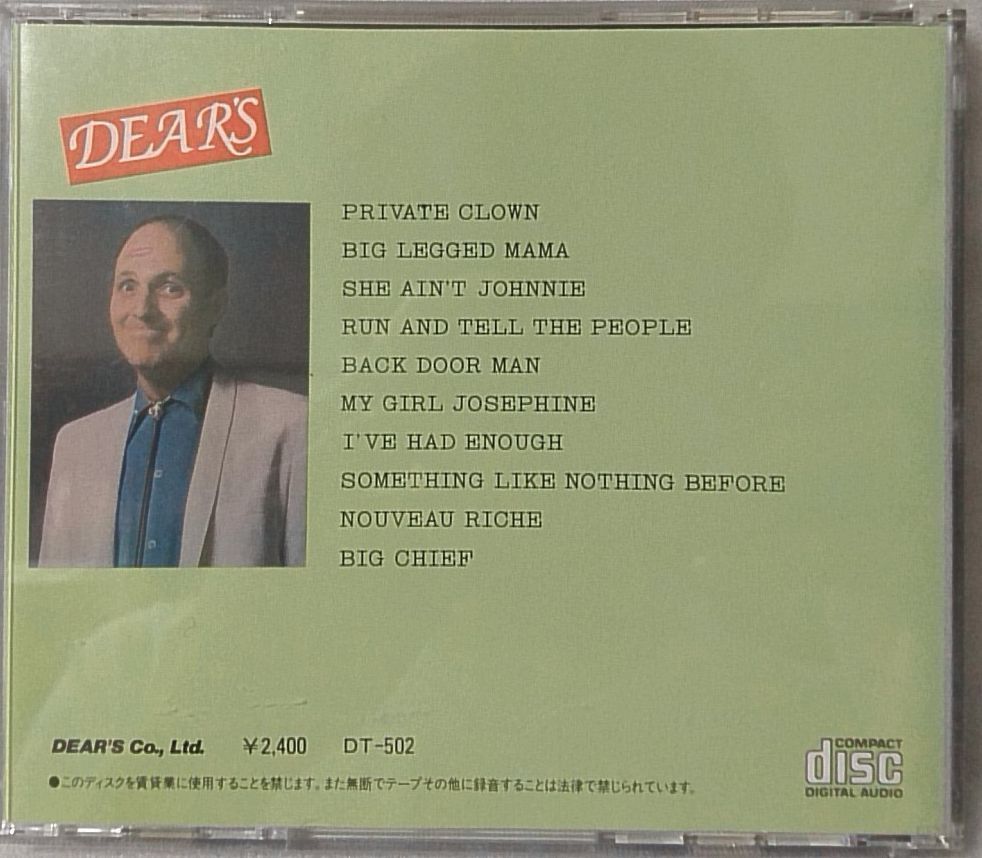 DEAR'S
PRIVATE CLOWN
BIG LEGGED MAMA
SHE AIN'T JOHNNIE
RUN AND TELL THE PEOPLE
BACK DOOR MAN
MY GIRL JOSEPHINE
I'VE HAD ENOUGH
SOMETHING LIKE NOTHING BEFORE
NOUVEAU RICHE
BIG CHIEF
DEAR'S Co., Ltd. ¥2,400 DT-502
●このディスクを賃貸業に使用することを禁じます。また無断でテープその他に録音することは法律で禁じられています。
COMPACT
disc
DIGITAL AUDIO